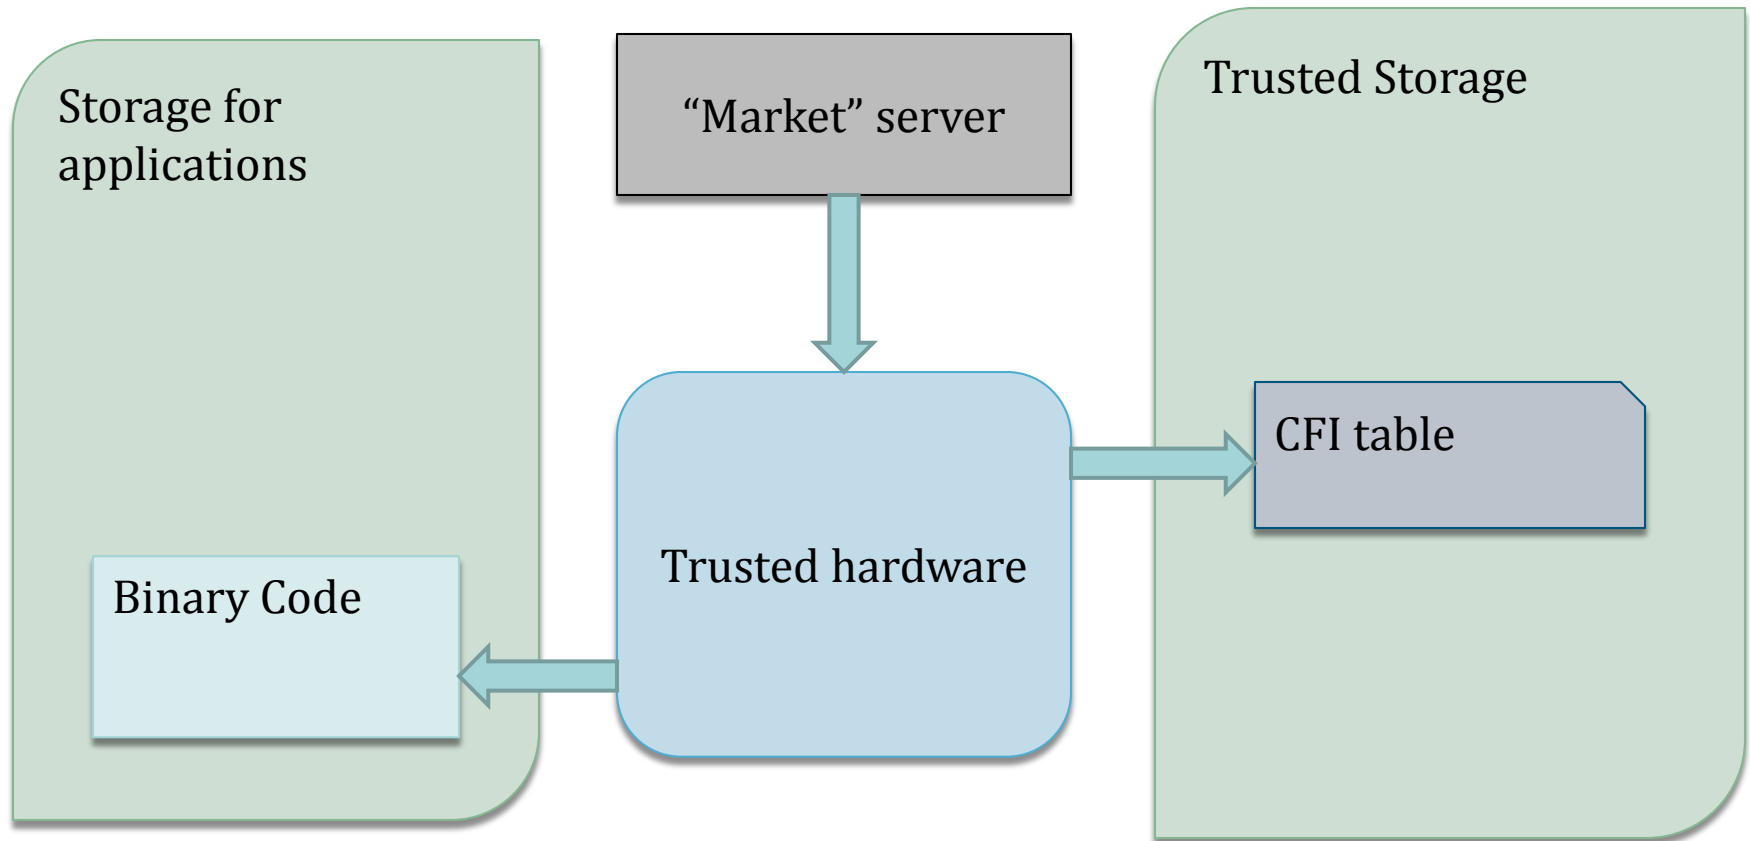 Storage for
applications
“Market” server
Trusted Storage
CFI table
Trusted hardware
Binary Code